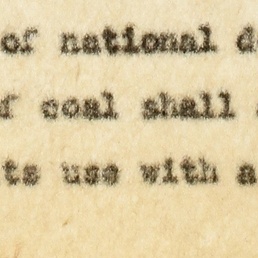 of national d
f coal shall
ts use with a